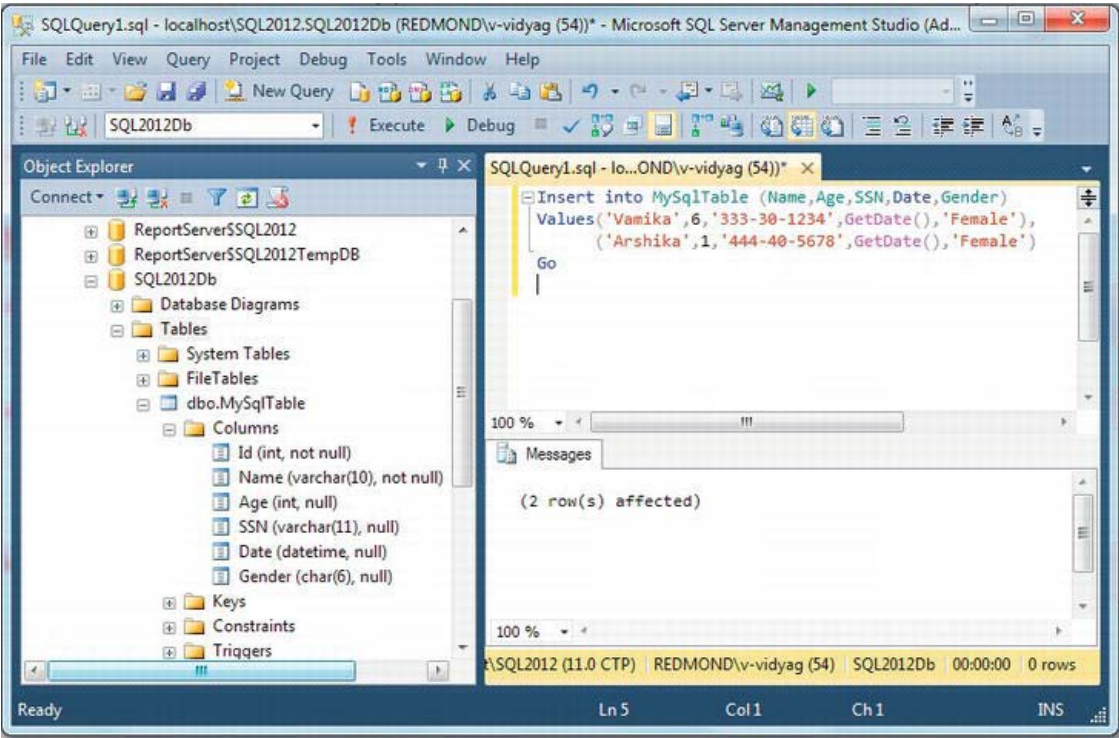 SQLQuery1.sql - localhost\SQL2012.SQL2012Db (REDMOND\v-vidyag (54))* - Microsoft SQL Server Management Studio (Ad...
File Edit View Query Project Debug Tools Window Help
New Query
SQL2012Db Execute Debug
Object Explorer
Connect
ReportServer$SQL2012
ReportServer$SQL2012TempDB
SQL2012Db
Database Diagrams
Tables
System Tables
FileTables
dbo.MySqlTable
Columns
Id (int, not null)
Name (varchar(10), not null)
Age (int, null)
SSN (varchar(11), null)
Date (datetime, null)
Gender (char(6), null)
Keys
Constraints
Triggers
SQLQuery1.sql - lo...OND\v-vidyag (54))*
Insert into MySqlTable (Name,Age,SSN,Date,Gender)
Values('Vamika',6,'333-30-1234',GetDate(),'Female'),
('Arshika',1,'444-40-5678',GetDate(),'Female')
Go
100 %
Messages
(2 row(s) affected)
100 %
t\SQL2012 (11.0 CTP) REDMOND\v-vidyag (54) SQL2012Db 00:00:00 0 rows
Ready Ln 5 Col 1 Ch 1 INS